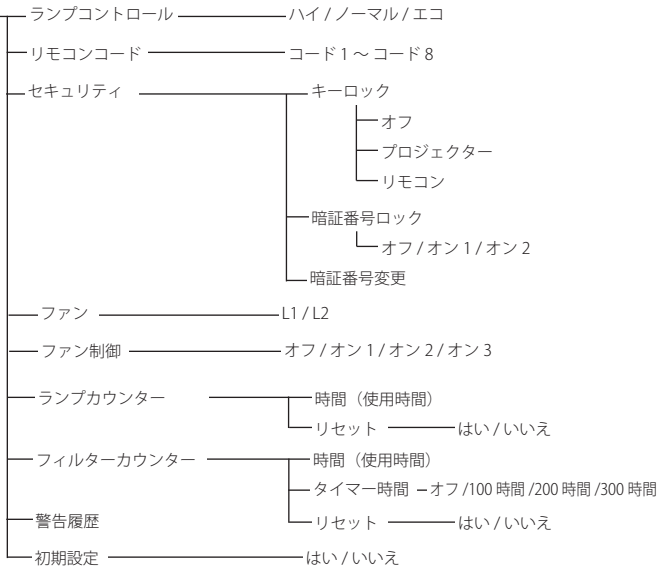 ランプコントロール ハイ / ノーマル / エコ
リモコンコード コード 1 ～ コード 8
セキュリティ キーロック
オフ
プロジェクター
リモコン
暗証番号ロック
オフ / オン 1 / オン 2
暗証番号変更
ファン L1 / L2
ファン制御 オフ / オン 1 / オン 2 / オン 3
ランプカウンター 時間（使用時間）
リセット はい / いいえ
フィルターカウンター 時間（使用時間）
タイマー時間 オフ /100 時間 /200 時間 /300 時間
警告履歴 リセット はい / いいえ
初期設定 はい / いいえ